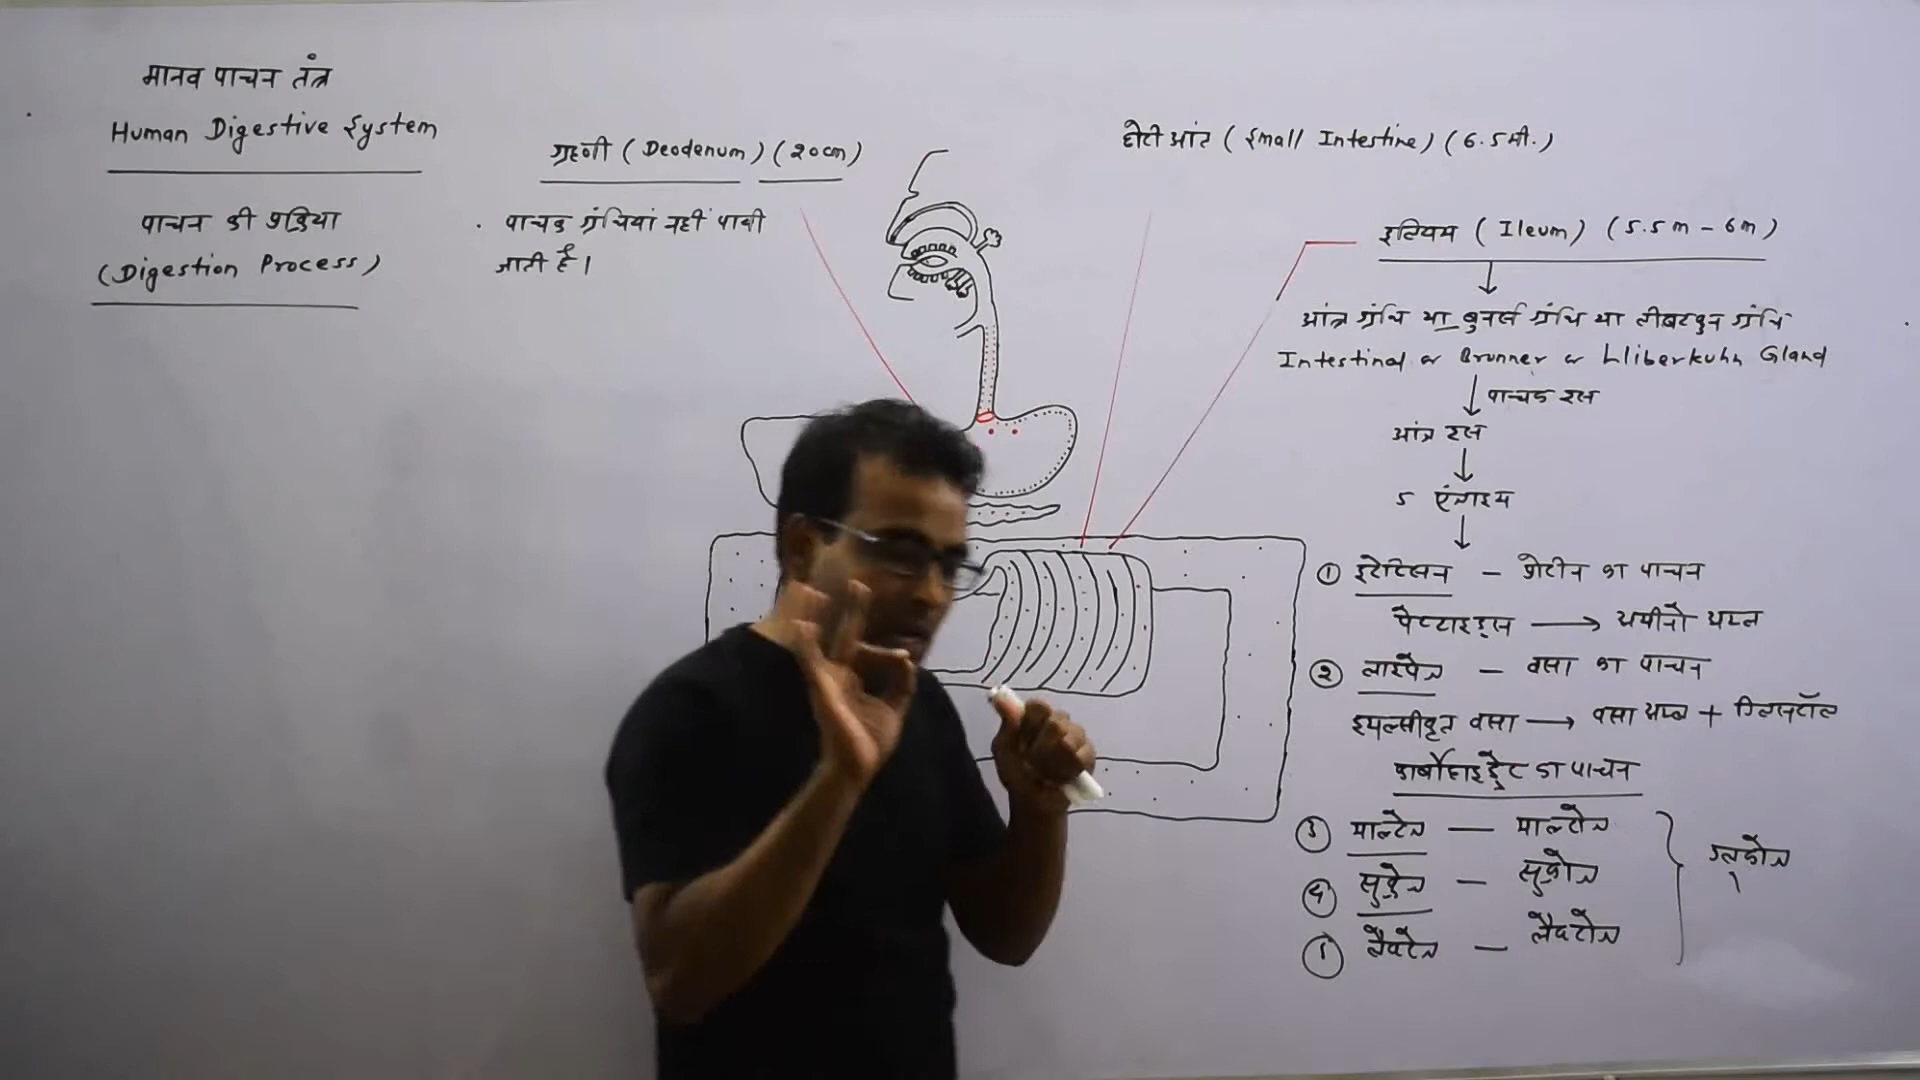 मानव पाचन तंत्र
Human Digestive System
पाचन की प्रक्रिया
(Digestion Process)
ग्रहणी (Deodenum) (20cm)
. पाचक ग्रंथियां नहीं पायी
जाती है।
छोटी आंत (Small Intestine) (6.5मी.)
इलियम (Ileum) (5.5m - 6m)
आंत्र ग्रंथि या ब्रुनर्स ग्रंथि या लीबरकुन ग्रंथि
Intestinal or Brunner or Lliberkuhn Gland
पाचक रस
आंत्र रस
5 एंजाइम
① इरेप्सिन - प्रोटीन का पाचन
पेप्टाइड्स → अमीनो अम्ल
② लाइपेज - वसा का पाचन
इमल्सीकृत वसा → वसा अम्ल + ग्लिसरॉल
कार्बोहाइड्रेट का पाचन
③ माल्टेज — माल्टोज
④ सुक्रेज — सुक्रोज
⑤ लैक्टेज — लैक्टोज
ग्लूकोज